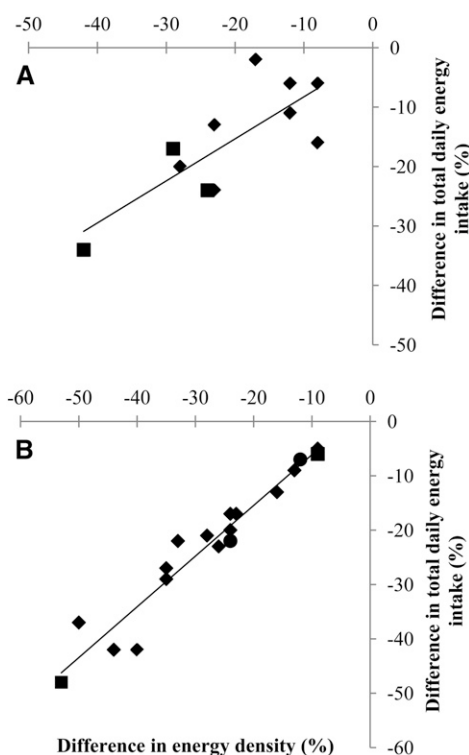 -50 -40 -30 -20 -10 0
A
0
-10
-20
-30
-40
-50
Difference in total daily energy
intake (%)
-60 -50 -40 -30 -20 -10 0
B
0
-10
-20
-30
-40
-50
-60
Difference in total daily energy
intake (%)
Difference in energy density (%)